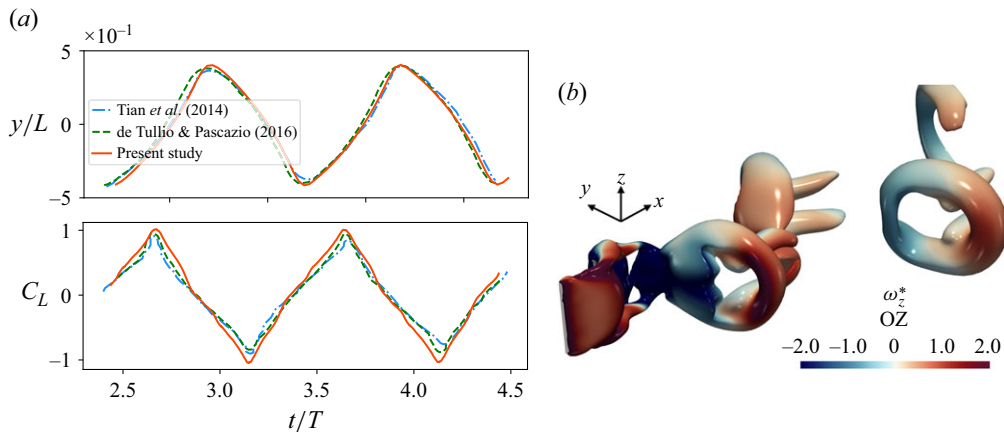 (a)
×10⁻¹
5
y/L
0
–5
Tian et al. (2014)
de Tullio & Pascazio (2016)
Present study
1
C_L
0
–1
2.5 3.0 3.5 4.0 4.5
t/T
(b)
y z x
ω*_z
OZ
–2.0 –1.0 0 1.0 2.0